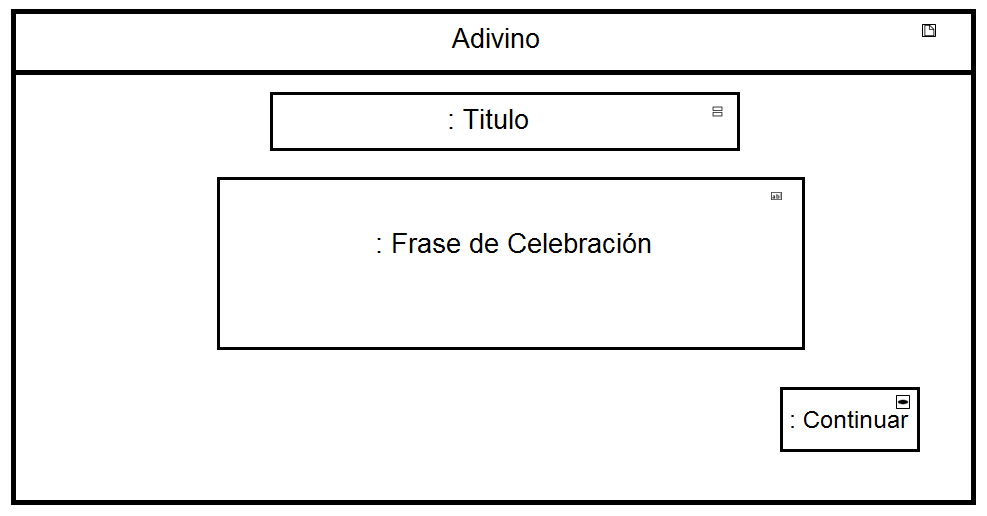 Adivino
: Titulo
: Frase de Celebración
: Continuar